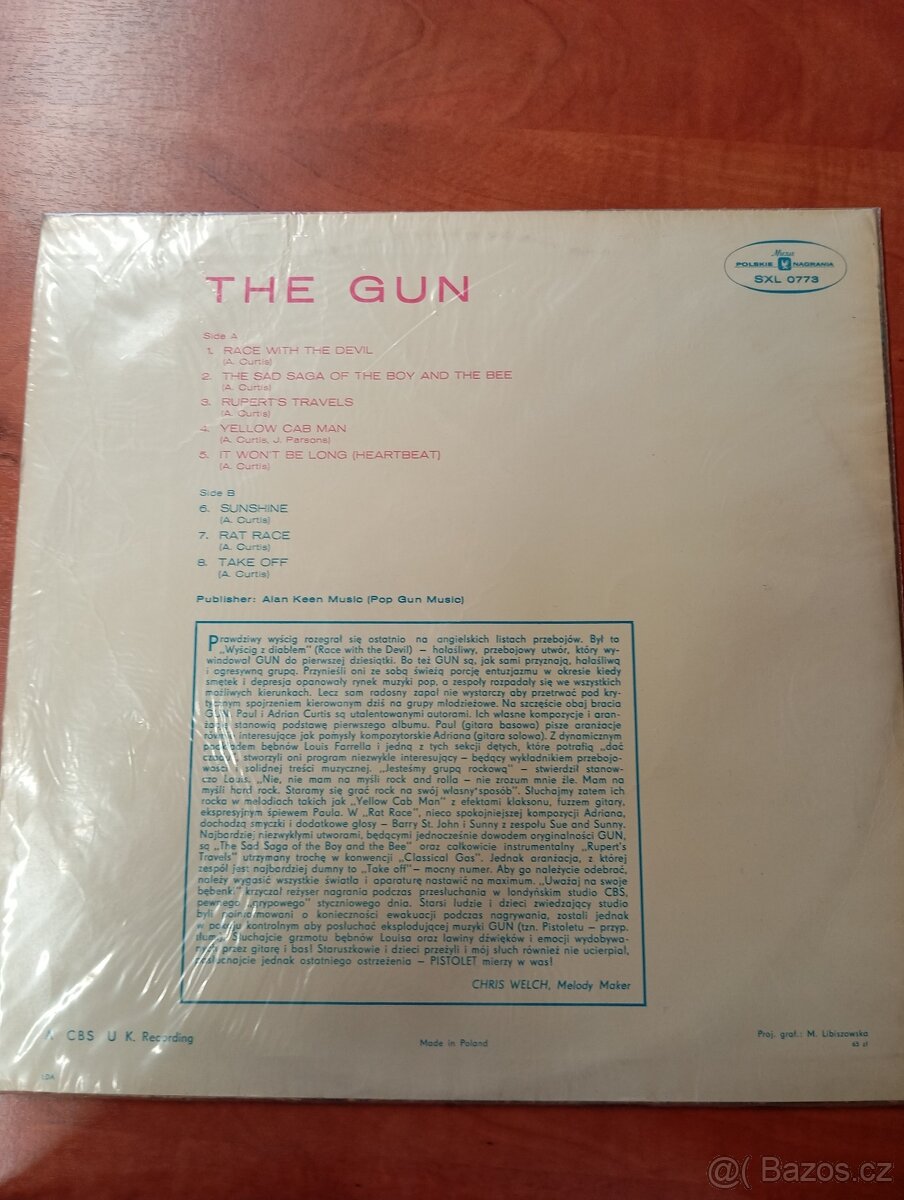 THE GUN
Muza
POLSKIE NAGRANIA
SXL 0773
Side A
1. RACE WITH THE DEVIL
(A. Curtis)
2. THE SAD SAGA OF THE BOY AND THE BEE
(A. Curtis)
3. RUPERT'S TRAVELS
(A. Curtis)
4. YELLOW CAB MAN
(A. Curtis, J. Parsons)
5. IT WON'T BE LONG (HEARTBEAT)
(A. Curtis)
Side B
6. SUNSHINE
(A. Curtis)
7. RAT RACE
(A. Curtis)
8. TAKE OFF
(A. Curtis)
Publisher: Alan Keen Music (Pop Gun Music)
Prawdziwy wyścig rozegrał się ostatnio na angielskich listach przebojów. Był to
„Wyścig z diabłem" (Race with the Devil) – hałaśliwy, przebojowy utwór, który wy-
windował GUN do pierwszej dziesiątki. Bo też GUN są, jak sami przyznają, hałaśliwą
i agresywną grupą. Przynieśli oni ze sobą świeżą porcję entuzjazmu w okresie kiedy
smętek i depresja opanowały rynek muzyki pop, a zespoły rozpadały się we wszystkich
możliwych kierunkach. Lecz sam radosny zapał nie wystarczy aby przetrwać pod kry-
tycznym spojrzeniem kierowanym dziś na grupy młodzieżowe. Na szczęście obaj bracia
GUN, Paul i Adrian Curtis są utalentowanymi autorami. Ich własne kompozycje i aran-
żacje stanowią podstawę pierwszego albumu. Paul (gitara basowa) pisze aranżacje
równie interesujące jak pomysły kompozytorskie Adriana (gitara solowa). Z dynamicznym
podkładem bębnów Louis Farrella i jedną z tych sekcji dętych, które potrafią „dać
czadu" stworzyli oni program niezwykle interesujący – będący wykładnikiem przebojo-
wości i solidnej treści muzycznej. „Jesteśmy grupą rockową" – stwierdził stanow-
czo Louis. „Nie, nie mam na myśli rock and rolla – nie zrozum mnie źle. Mam na
myśli hard rock. Staramy się grać rock na swój własny sposób". Słuchajmy zatem ich
rocka w melodiach takich jak „Yellow Cab Man" z efektami klaksonu, fuzzem gitary,
ekspresyjnym śpiewem Paula. W „Rat Race", nieco spokojniejszej kompozycji Adriana,
dochodzą smyczki i dodatkowe głosy – Barry St. John i Sunny z zespołu Sue and Sunny.
Najbardziej niezwykłymi utworami, będącymi jednocześnie dowodem oryginalności GUN,
są „The Sad Saga of the Boy and the Bee" oraz całkowicie instrumentalny „Rupert's
Travels" utrzymany trochę w konwencji „Classical Gas". Jednak aranżacja, z której
zespół jest najbardziej dumny to „Take off" – mocny numer. Aby go należycie odebrać,
należy wygasić wszystkie światła i aparaturę nastawić na maximum. „Uważaj na swoje
bębenki" krzyczał reżyser nagrania podczas przesłuchania w londyńskim studio CBS,
pewnego „grypowego" styczniowego dnia. Starsi ludzie i dzieci zwiedzający studio
byli poinformowani o konieczności ewakuacji podczas nagrywania, zostali jednak
w pokoju kontrolnym aby posłuchać eksplodującej muzyki GUN (tzn. Pistoletu – przyp.
tłum.). Słuchajcie grzmotu bębnów Louisa oraz lawiny dźwięków i emocji wydobywa-
nych przez gitarę i bas! Staruszkowie i dzieci przeżyli i mój słuch również nie ucierpiał,
posłuchajcie jednak ostatniego ostrzeżenia – PISTOLET mierzy w was!
CHRIS WELCH, Melody Maker
A CBS U K. Recording
Made in Poland
Proj. graf.: M. Libiszowska
65 zł
LDA
@( Bazos.cz